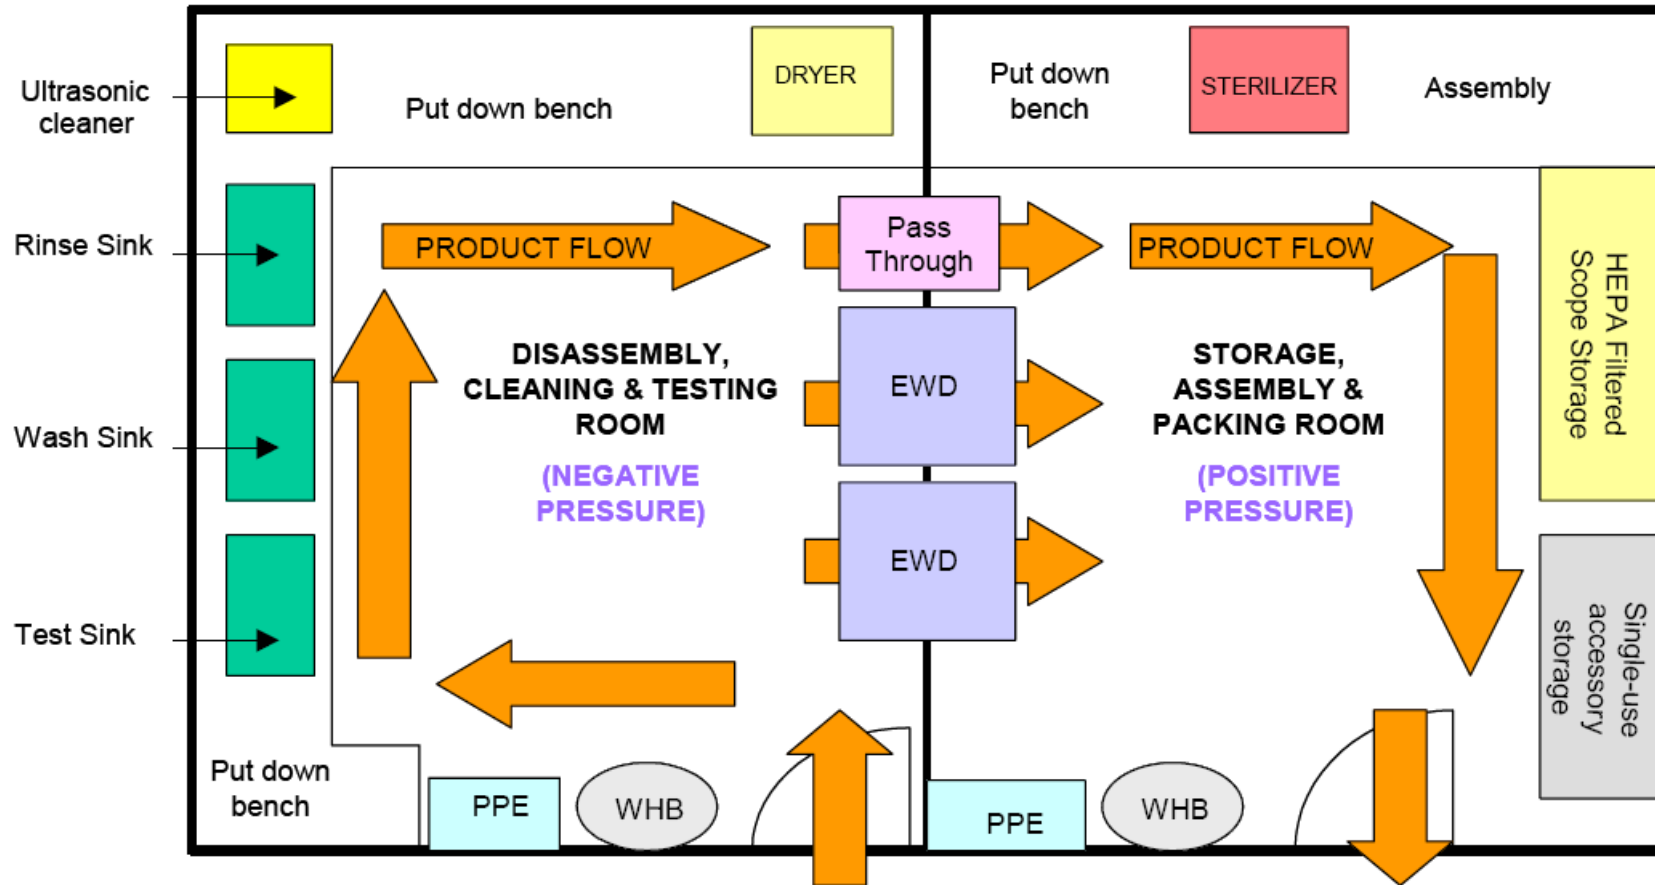 Ultrasonic
cleaner
Put down bench
DRYER
Put down
bench
STERILIZER
Assembly
Rinse Sink
PRODUCT FLOW
Pass
Through
PRODUCT FLOW
HEPA Filtered
Scope Storage
DISASSEMBLY,
CLEANING & TESTING
ROOM
(NEGATIVE
PRESSURE)
EWD
STORAGE,
ASSEMBLY &
PACKING ROOM
(POSITIVE
PRESSURE)
Wash Sink
EWD
Test Sink
Single-use
accessory
storage
Put down
bench
PPE
WHB
PPE
WHB